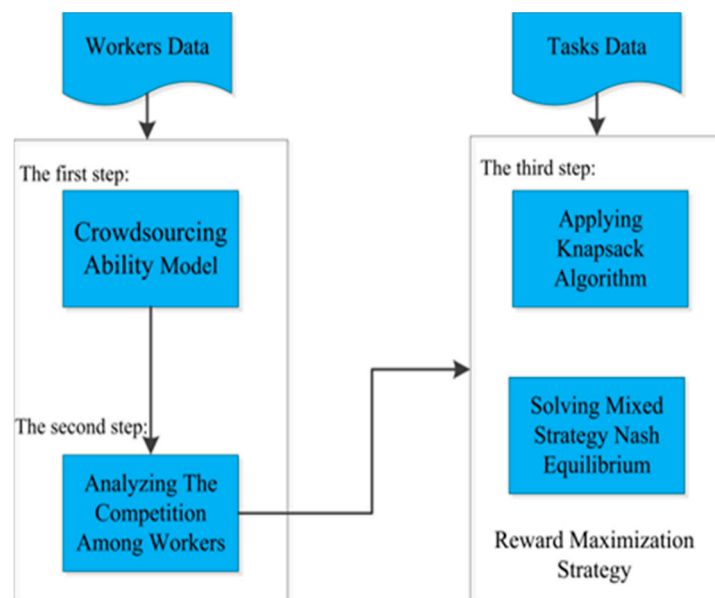 Workers Data
The first step:
Crowdsourcing
Ability Model
The second step:
Analyzing The
Competition
Among Workers
Tasks Data
The third step:
Applying
Knapsack
Algorithm
Solving Mixed
Strategy Nash
Equilibrium
Reward Maximization
Strategy